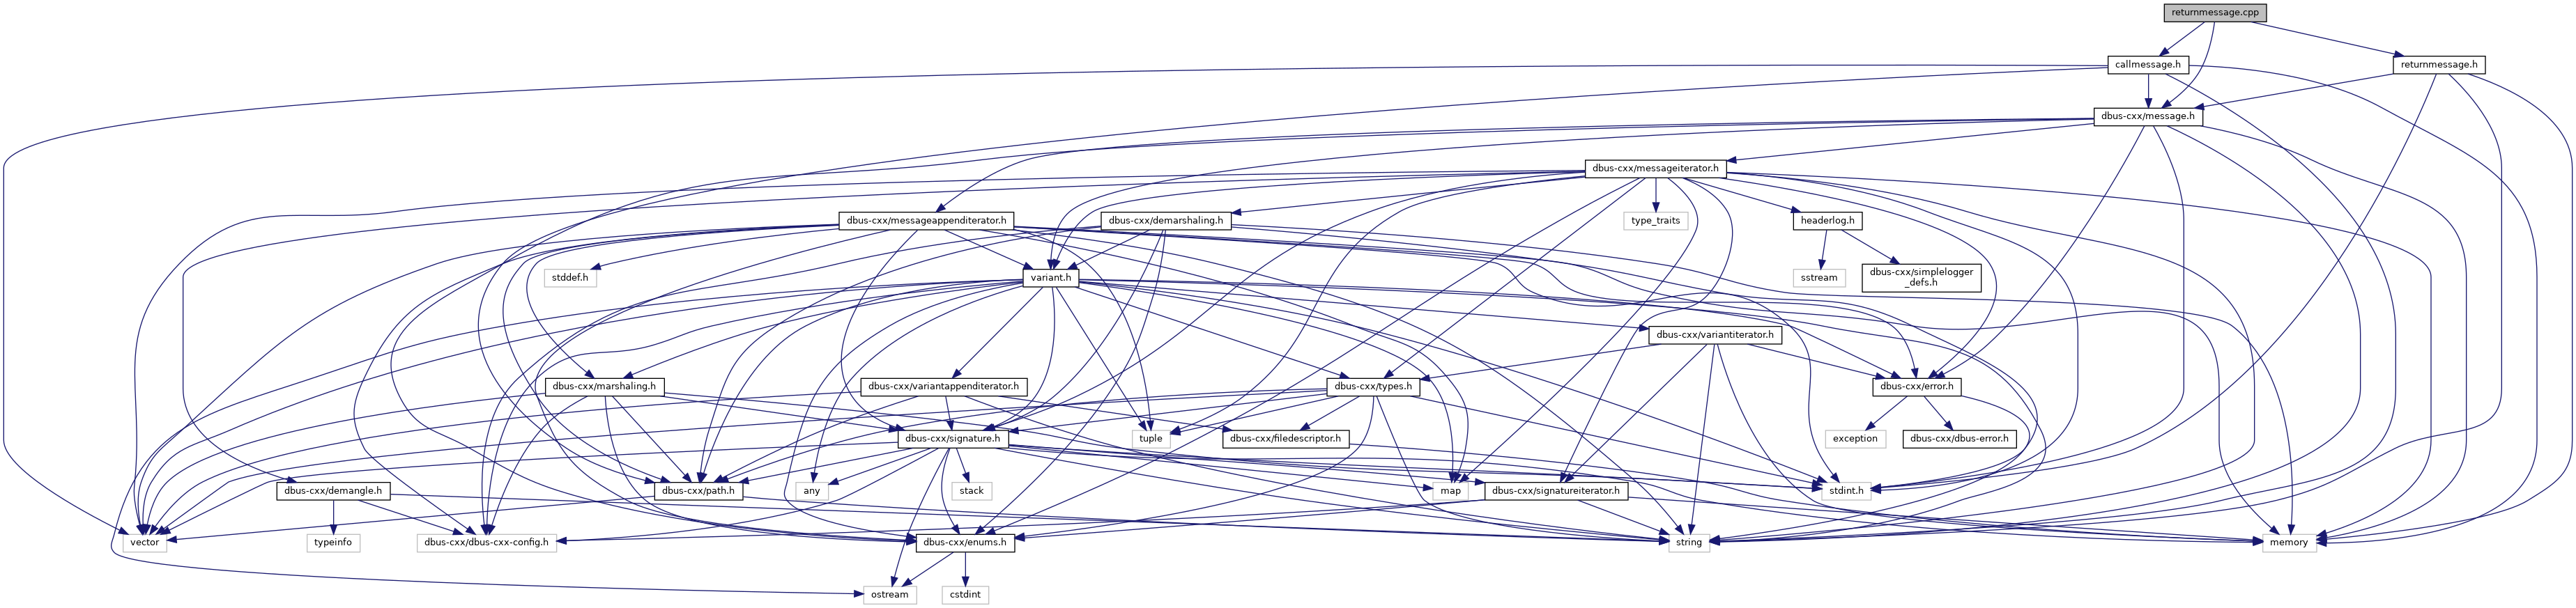 returnmessage.cpp
callmessage.h
returnmessage.h
dbus-cxx/message.h
dbus-cxx/messageiterator.h
dbus-cxx/messageappenditerator.h
dbus-cxx/demarshaling.h
type_traits
headerlog.h
stddef.h
variant.h
sstream
dbus-cxx/simplelogger
_defs.h
dbus-cxx/variantiterator.h
dbus-cxx/marshaling.h
dbus-cxx/variantappenditerator.h
dbus-cxx/types.h
dbus-cxx/error.h
dbus-cxx/signature.h
tuple
dbus-cxx/filedescriptor.h
exception
dbus-cxx/dbus-error.h
dbus-cxx/demangle.h
dbus-cxx/path.h
any
stack
map
dbus-cxx/signatureiterator.h
stdint.h
vector
typeinfo
dbus-cxx/dbus-cxx-config.h
dbus-cxx/enums.h
string
memory
ostream
cstdint